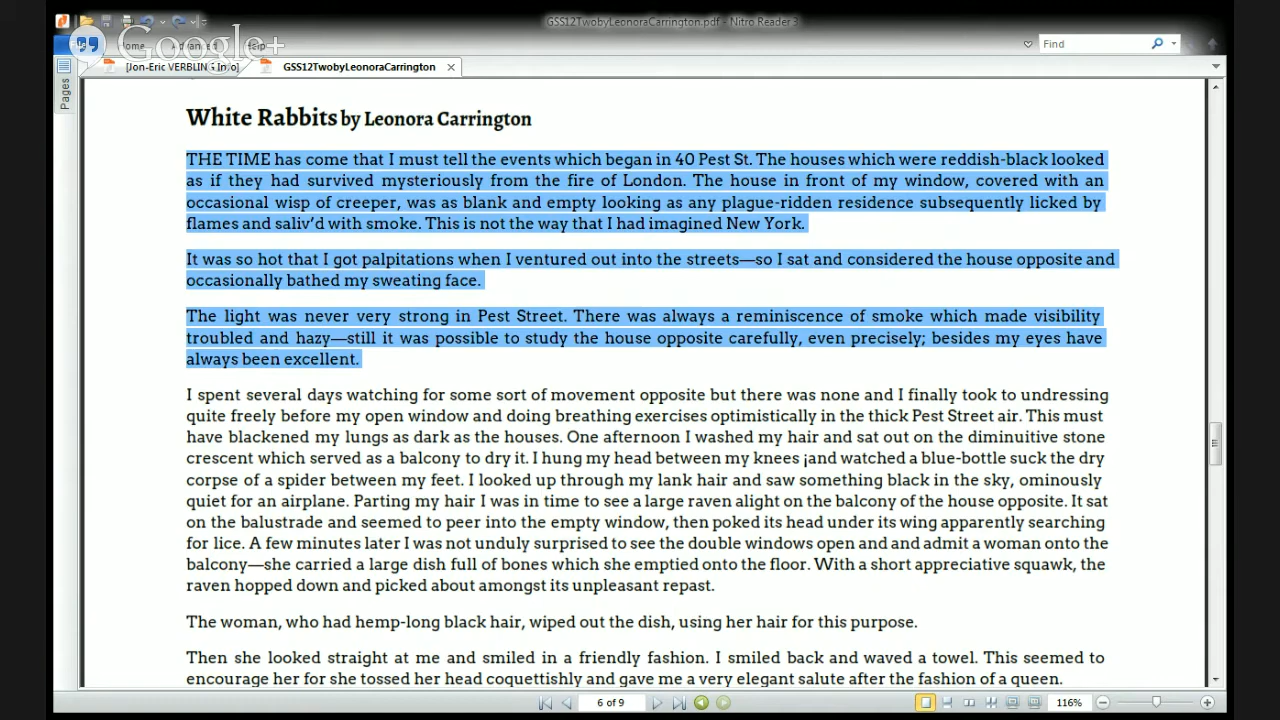 GSS12TwobyLeonoraCarrington.pdf - Nitro Reader 3
Google+
File Home Advanced Help
Find
[Jon-Eric VERBLING Info] GSS12TwobyLeonoraCarrington
Pages
White Rabbits by Leonora Carrington
THE TIME has come that I must tell the events which began in 40 Pest St. The houses which were reddish-black looked
as if they had survived mysteriously from the fire of London. The house in front of my window, covered with an
occasional wisp of creeper, was as blank and empty looking as any plague-ridden residence subsequently licked by
flames and saliv’d with smoke. This is not the way that I had imagined New York.
It was so hot that I got palpitations when I ventured out into the streets—so I sat and considered the house opposite and
occasionally bathed my sweating face.
The light was never very strong in Pest Street. There was always a reminiscence of smoke which made visibility
troubled and hazy—still it was possible to study the house opposite carefully, even precisely; besides my eyes have
always been excellent.
I spent several days watching for some sort of movement opposite but there was none and I finally took to undressing
quite freely before my open window and doing breathing exercises optimistically in the thick Pest Street air. This must
have blackened my lungs as dark as the houses. One afternoon I washed my hair and sat out on the diminuitive stone
crescent which served as a balcony to dry it. I hung my head between my knees ¡and watched a blue-bottle suck the dry
corpse of a spider between my feet. I looked up through my lank hair and saw something black in the sky, ominously
quiet for an airplane. Parting my hair I was in time to see a large raven alight on the balcony of the house opposite. It sat
on the balustrade and seemed to peer into the empty window, then poked its head under its wing apparently searching
for lice. A few minutes later I was not unduly surprised to see the double windows open and and admit a woman onto the
balcony—she carried a large dish full of bones which she emptied onto the floor. With a short appreciative squawk, the
raven hopped down and picked about amongst its unpleasant repast.
The woman, who had hemp-long black hair, wiped out the dish, using her hair for this purpose.
Then she looked straight at me and smiled in a friendly fashion. I smiled back and waved a towel. This seemed to
encourage her for she tossed her head coquettishly and gave me a very elegant salute after the fashion of a queen.
6 of 9
116%